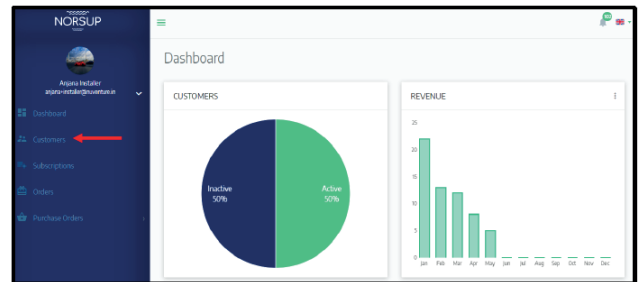 NORSUP
Anjana Installer
anjana+installer@nuventum.in
Dashboard
Customers
Subscriptions
Orders
Purchase Orders
Dashboard
CUSTOMERS
Inactive
50%
Active
50%
REVENUE
25
20
15
10
5
0
Jan Feb Mar Apr May Jun Jul Aug Sep Oct Nov Dec